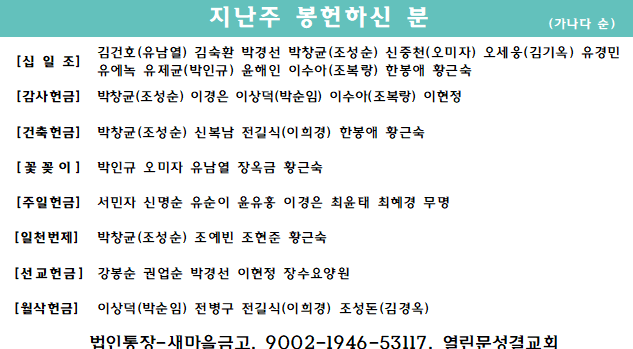 지난주 봉헌하신 분
(가나다 순)
[십 일 조] 김건호(유남열) 김숙환 박경선 박창균(조성순) 신중천(오미자) 오세웅(김기옥) 유경민
유에녹 유제균(박인규) 윤해인 이수아(조복랑) 한봉애 황근숙
[감사헌금] 박창균(조성순) 이경은 이상덕(박순임) 이수아(조복랑) 이현정
[건축헌금] 박창균(조성순) 신복남 전길식(이희경) 한봉애 황근숙
[꽃 꽂 이] 박인규 오미자 유남열 장옥금 황근숙
[주일헌금] 서민자 신명순 유순이 윤유흥 이경은 최윤태 최혜경 무명
[일천번제] 박창균(조성순) 조예빈 조현준 황근숙
[선교헌금] 강봉순 권업순 박경선 이현정 장수요양원
[월삭헌금] 이상덕(박순임) 전병구 전길식(이희경) 조성돈(김경옥)
법인통장-새마을금고. 9002-1946-53117. 열린문성결교회